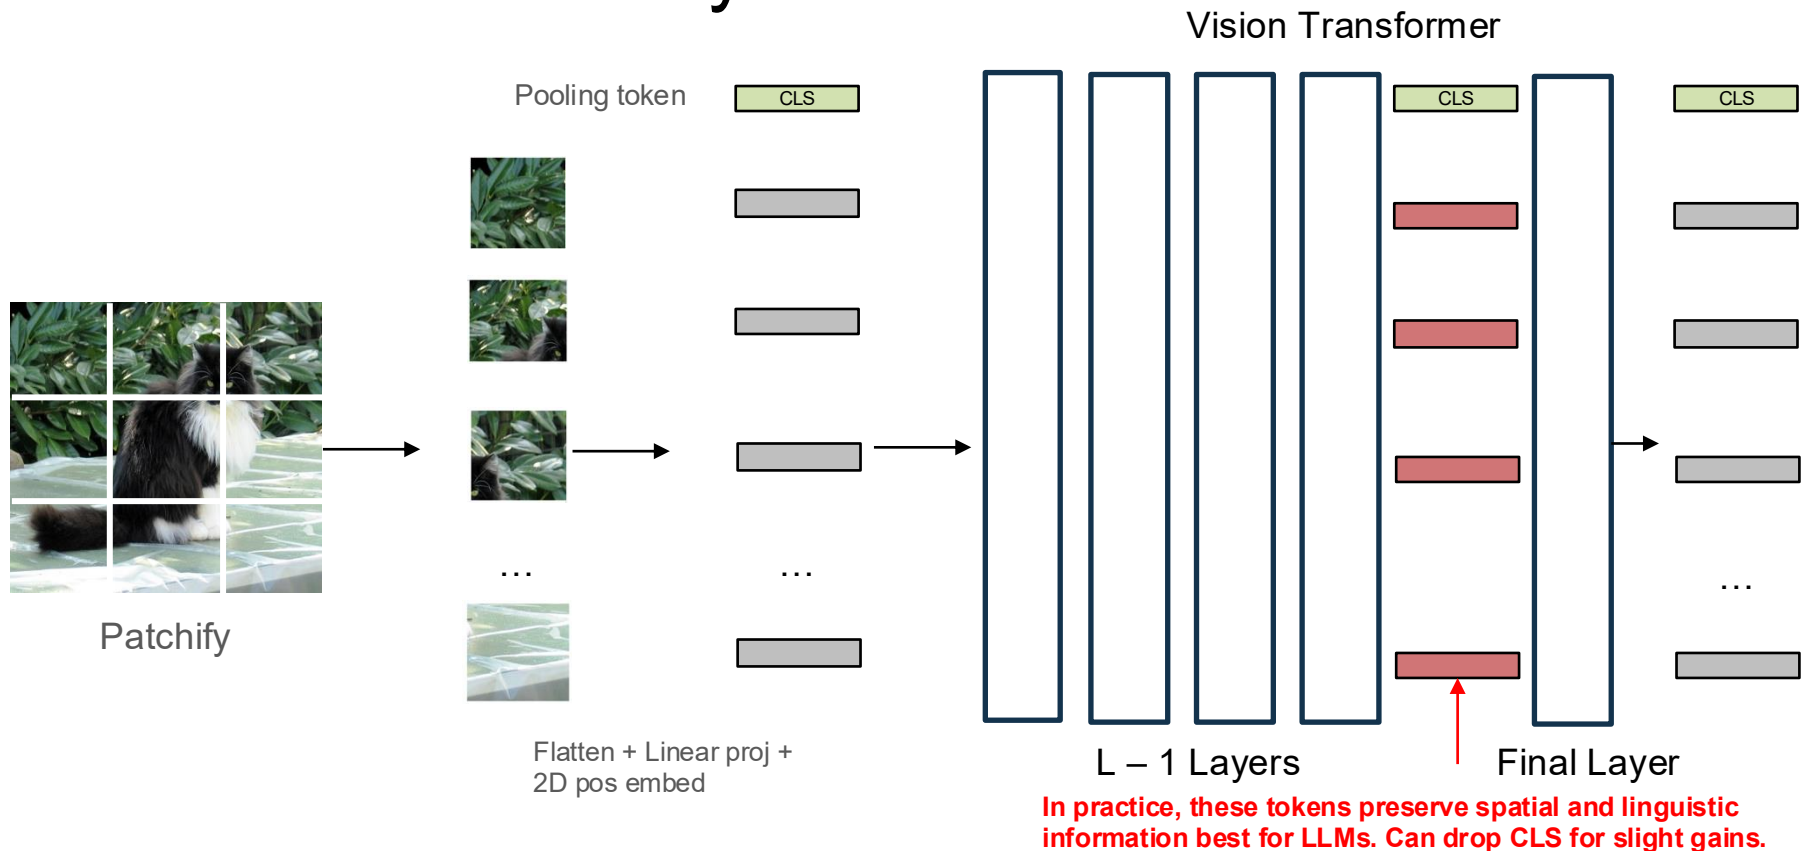 Vision Transformer
Pooling token
CLS
CLS
CLS
...
...
...
Patchify
Flatten + Linear proj +
2D pos embed
L – 1 Layers
Final Layer
In practice, these tokens preserve spatial and linguistic
information best for LLMs. Can drop CLS for slight gains.